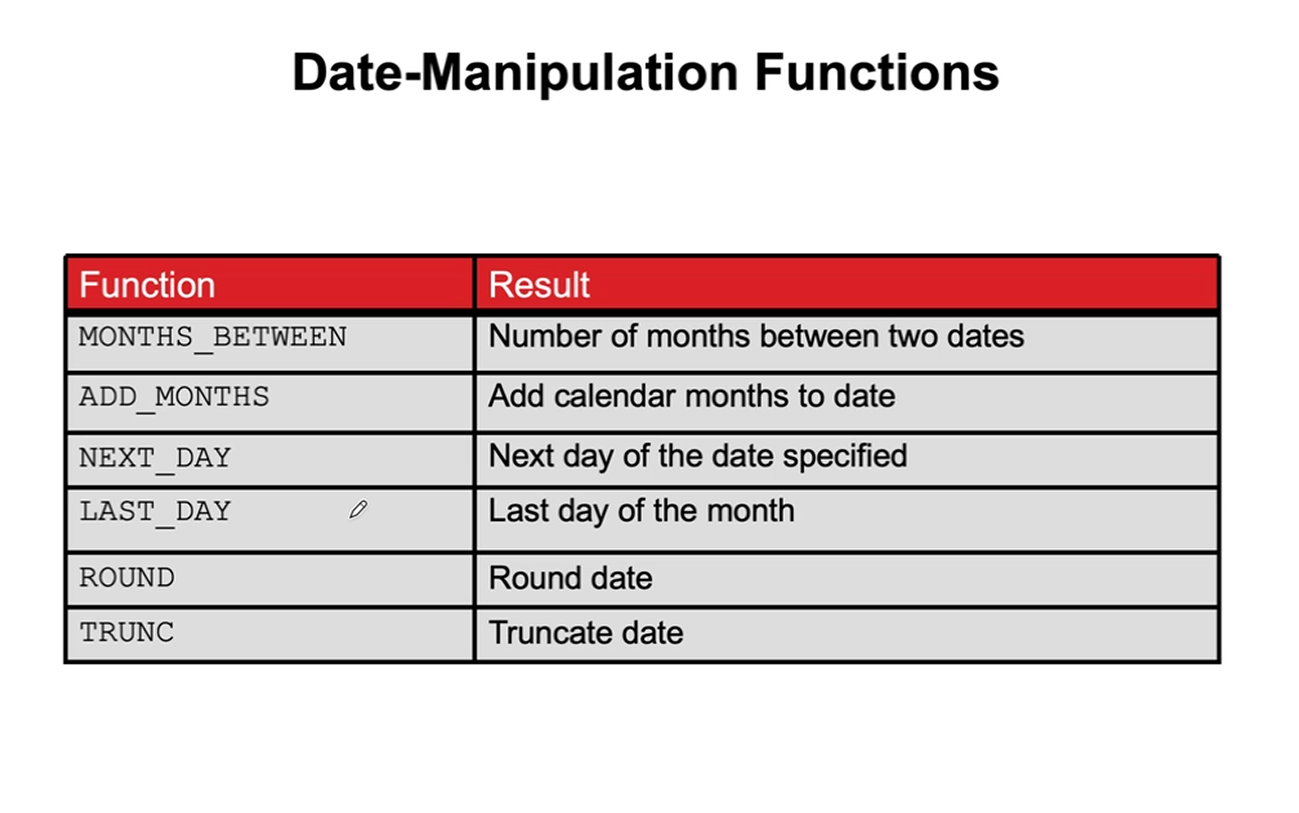 Date-Manipulation Functions
Function Result
MONTHS_BETWEEN Number of months between two dates
ADD_MONTHS Add calendar months to date
NEXT_DAY Next day of the date specified
LAST_DAY Last day of the month
ROUND Round date
TRUNC Truncate date